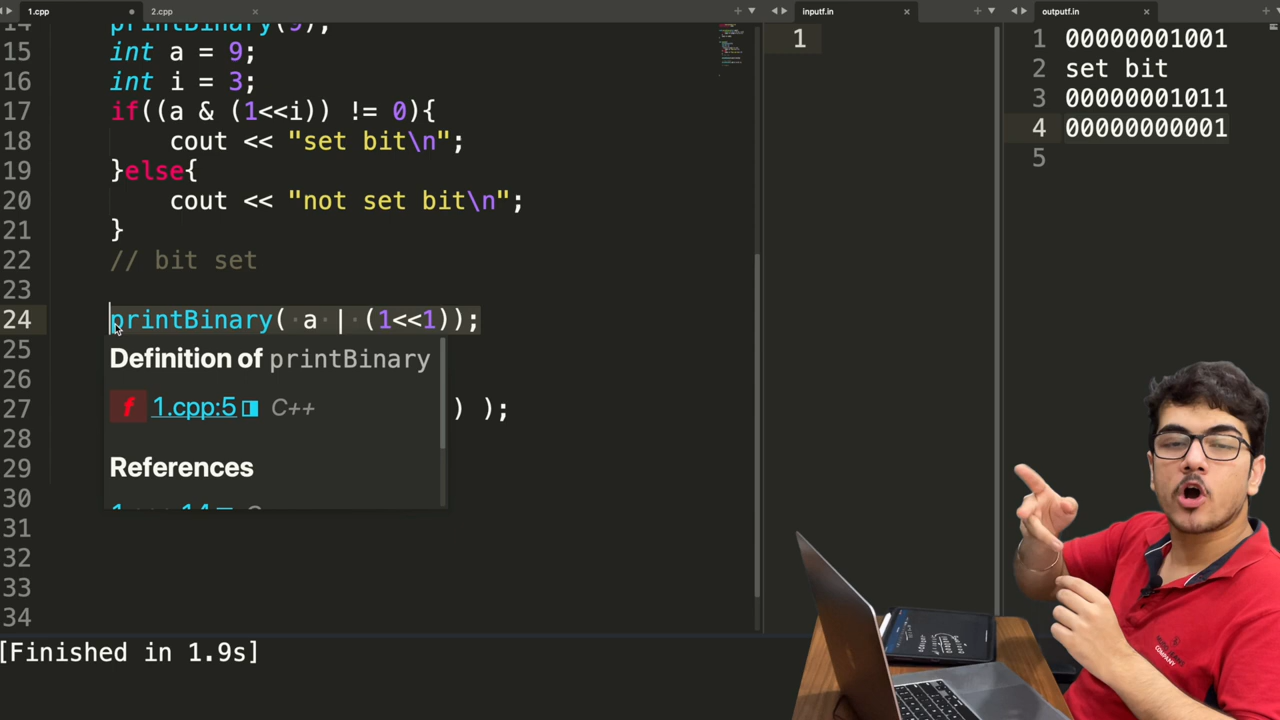 1.cpp
2.cpp
inputf.in
outputf.in
14 printBinary(9);
15 int a = 9;
16 int i = 3;
17 if((a & (1<<i)) != 0){
18 cout << "set bit\n";
19 }else{
20 cout << "not set bit\n";
21 }
22 // bit set
23
24 printBinary( a | (1<<1));
25
26
27 ) );
28
29
30
31
32
33
34
Definition of printBinary
f 1.cpp:5 C++
References
[Finished in 1.9s]
1
1 00000001001
2 set bit
3 00000001011
4 00000000001
5